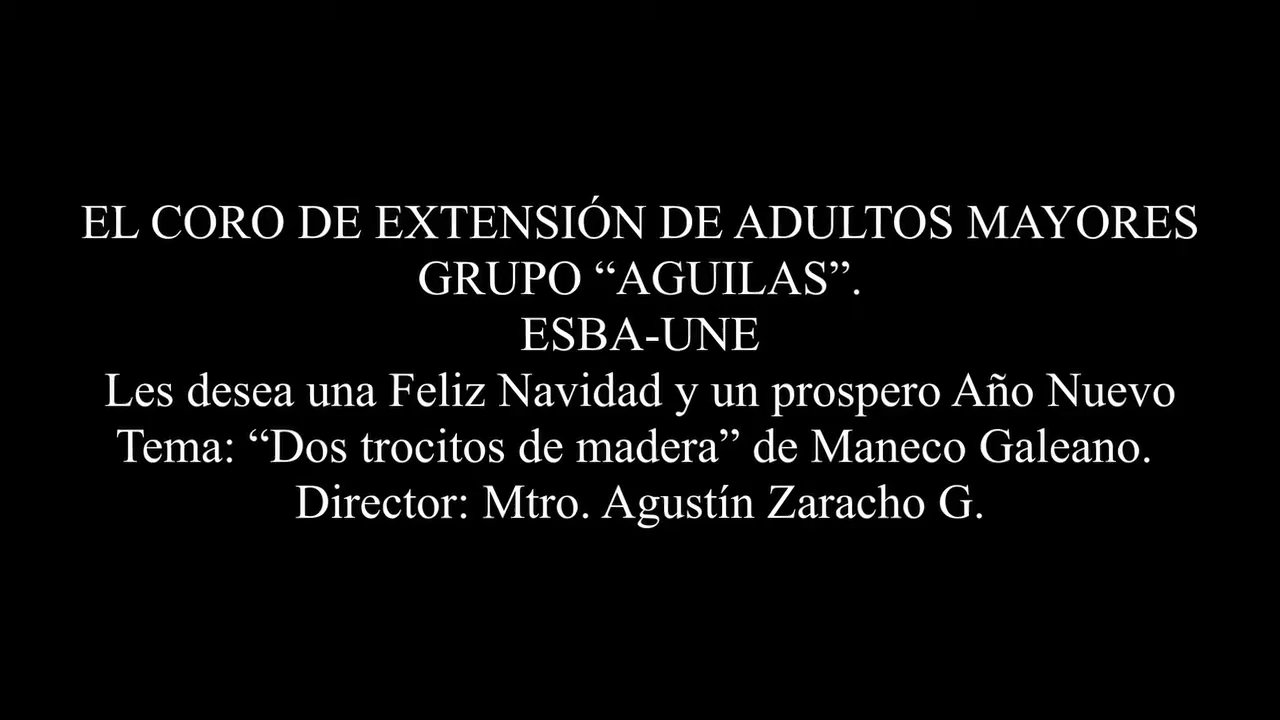 EL CORO DE EXTENSIÓN DE ADULTOS MAYORES
GRUPO “AGUILAS”.
ESBA-UNE
Les desea una Feliz Navidad y un prospero Año Nuevo
Tema: “Dos trocitos de madera” de Maneco Galeano.
Director: Mtro. Agustín Zaracho G.